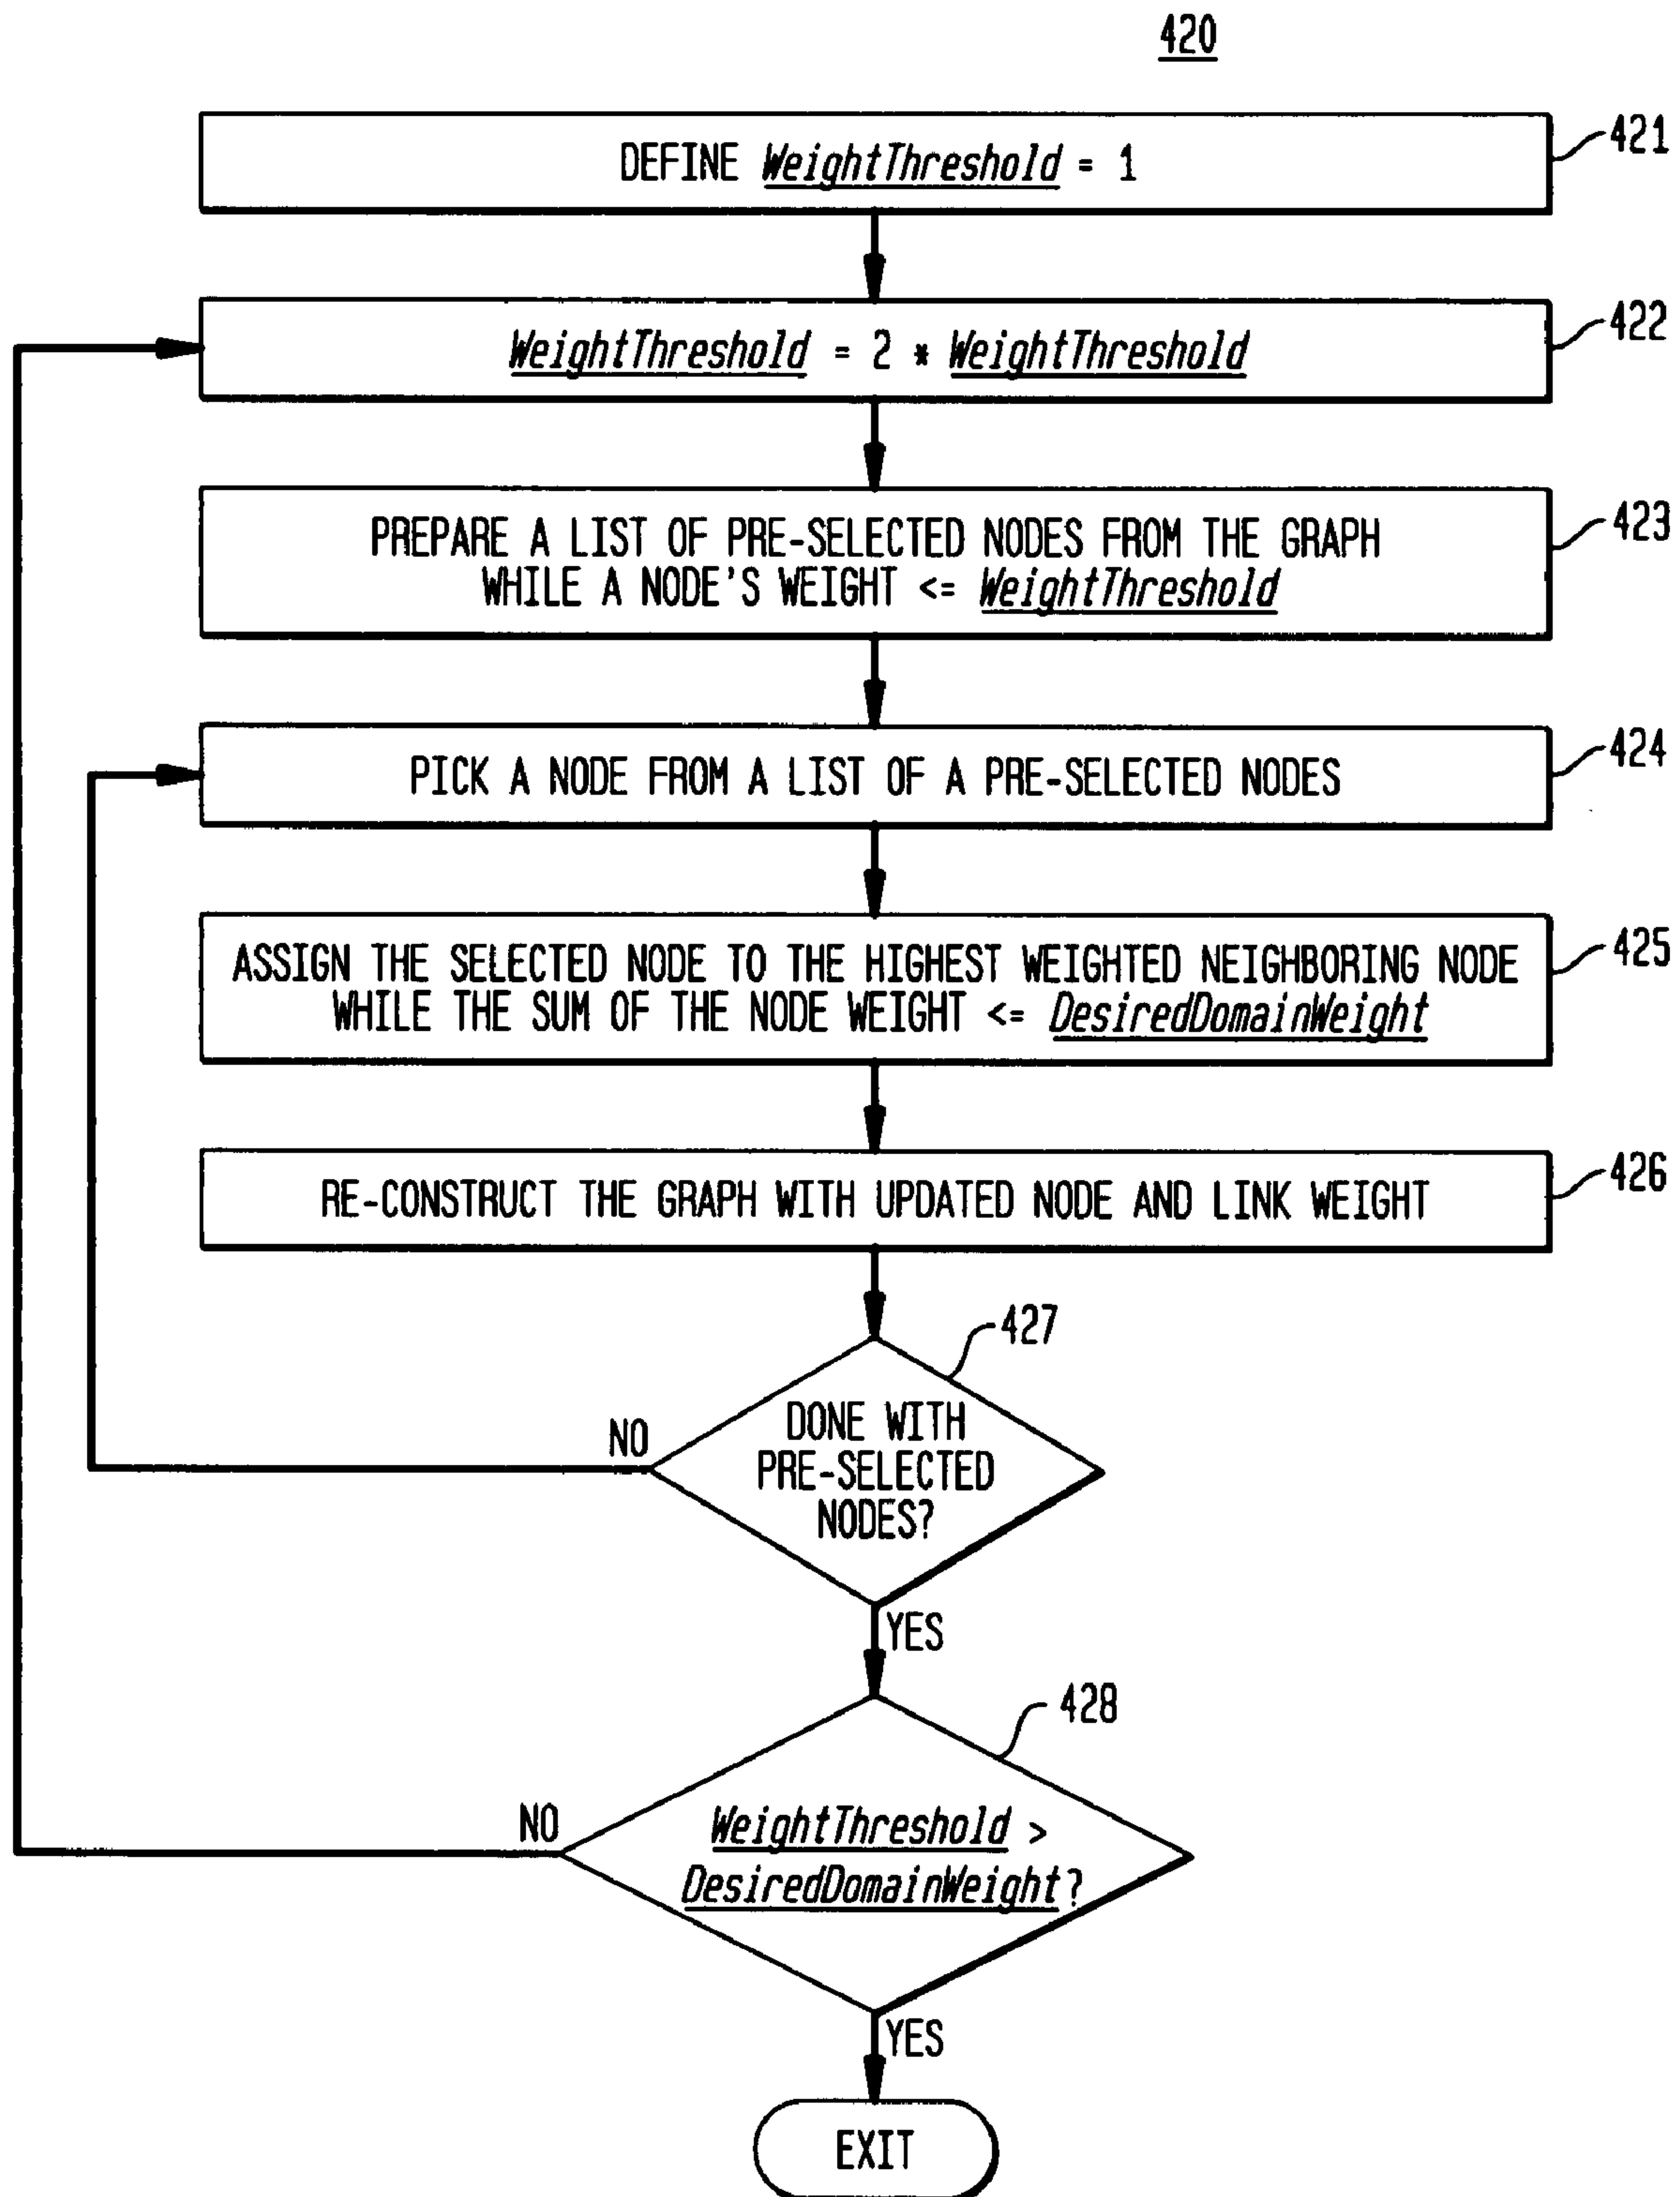 420
DEFINE WeightThreshold = 1
421
WeightThreshold = 2 * WeightThreshold
422
PREPARE A LIST OF PRE-SELECTED NODES FROM THE GRAPH
WHILE A NODE'S WEIGHT <= WeightThreshold
423
PICK A NODE FROM A LIST OF A PRE-SELECTED NODES
424
ASSIGN THE SELECTED NODE TO THE HIGHEST WEIGHTED NEIGHBORING NODE
WHILE THE SUM OF THE NODE WEIGHT <= DesiredDomainWeight
425
RE-CONSTRUCT THE GRAPH WITH UPDATED NODE AND LINK WEIGHT
426
427
DONE WITH
PRE-SELECTED
NODES?
NO
YES
428
WeightThreshold >
DesiredDomainWeight?
NO
YES
EXIT